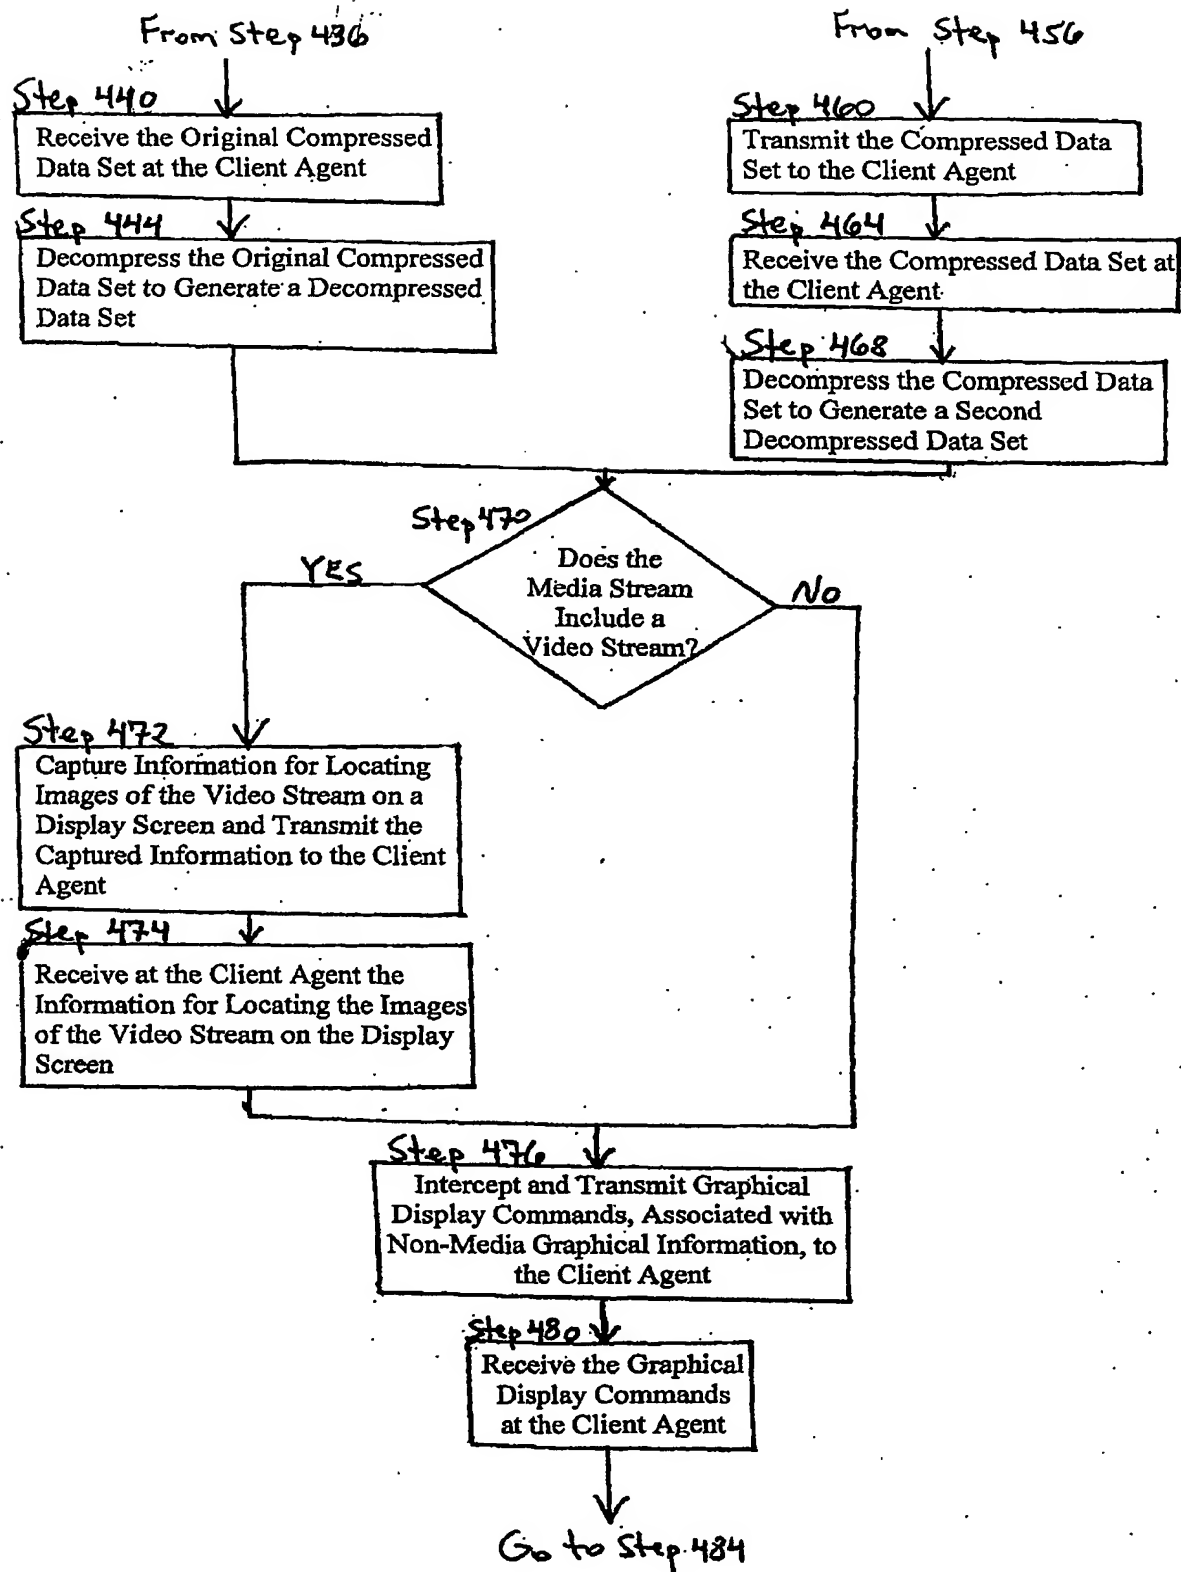 From Step 436
Step 440
Receive the Original Compressed
Data Set at the Client Agent
Step 444
Decompress the Original Compressed
Data Set to Generate a Decompressed
Data Set
From Step 456
Step 460
Transmit the Compressed Data
Set to the Client Agent
Step 464
Receive the Compressed Data Set at
the Client Agent
Step 468
Decompress the Compressed Data
Set to Generate a Second
Decompressed Data Set
Step 470
Does the
Media Stream
Include a
Video Stream?
YES
No
Step 472
Capture Information for Locating
Images of the Video Stream on a
Display Screen and Transmit the
Captured Information to the Client
Agent
Step 474
Receive at the Client Agent the
Information for Locating the Images
of the Video Stream on the Display
Screen
Step 476
Intercept and Transmit Graphical
Display Commands, Associated with
Non-Media Graphical Information, to
the Client Agent
Step 480
Receive the Graphical
Display Commands
at the Client Agent
Go to Step 484